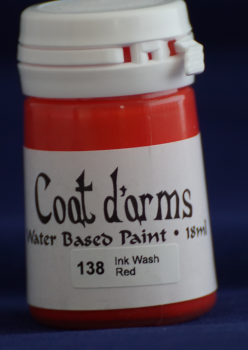 Coat d'arms
Water Based Paint • 18ml
138 Ink Wash
Red